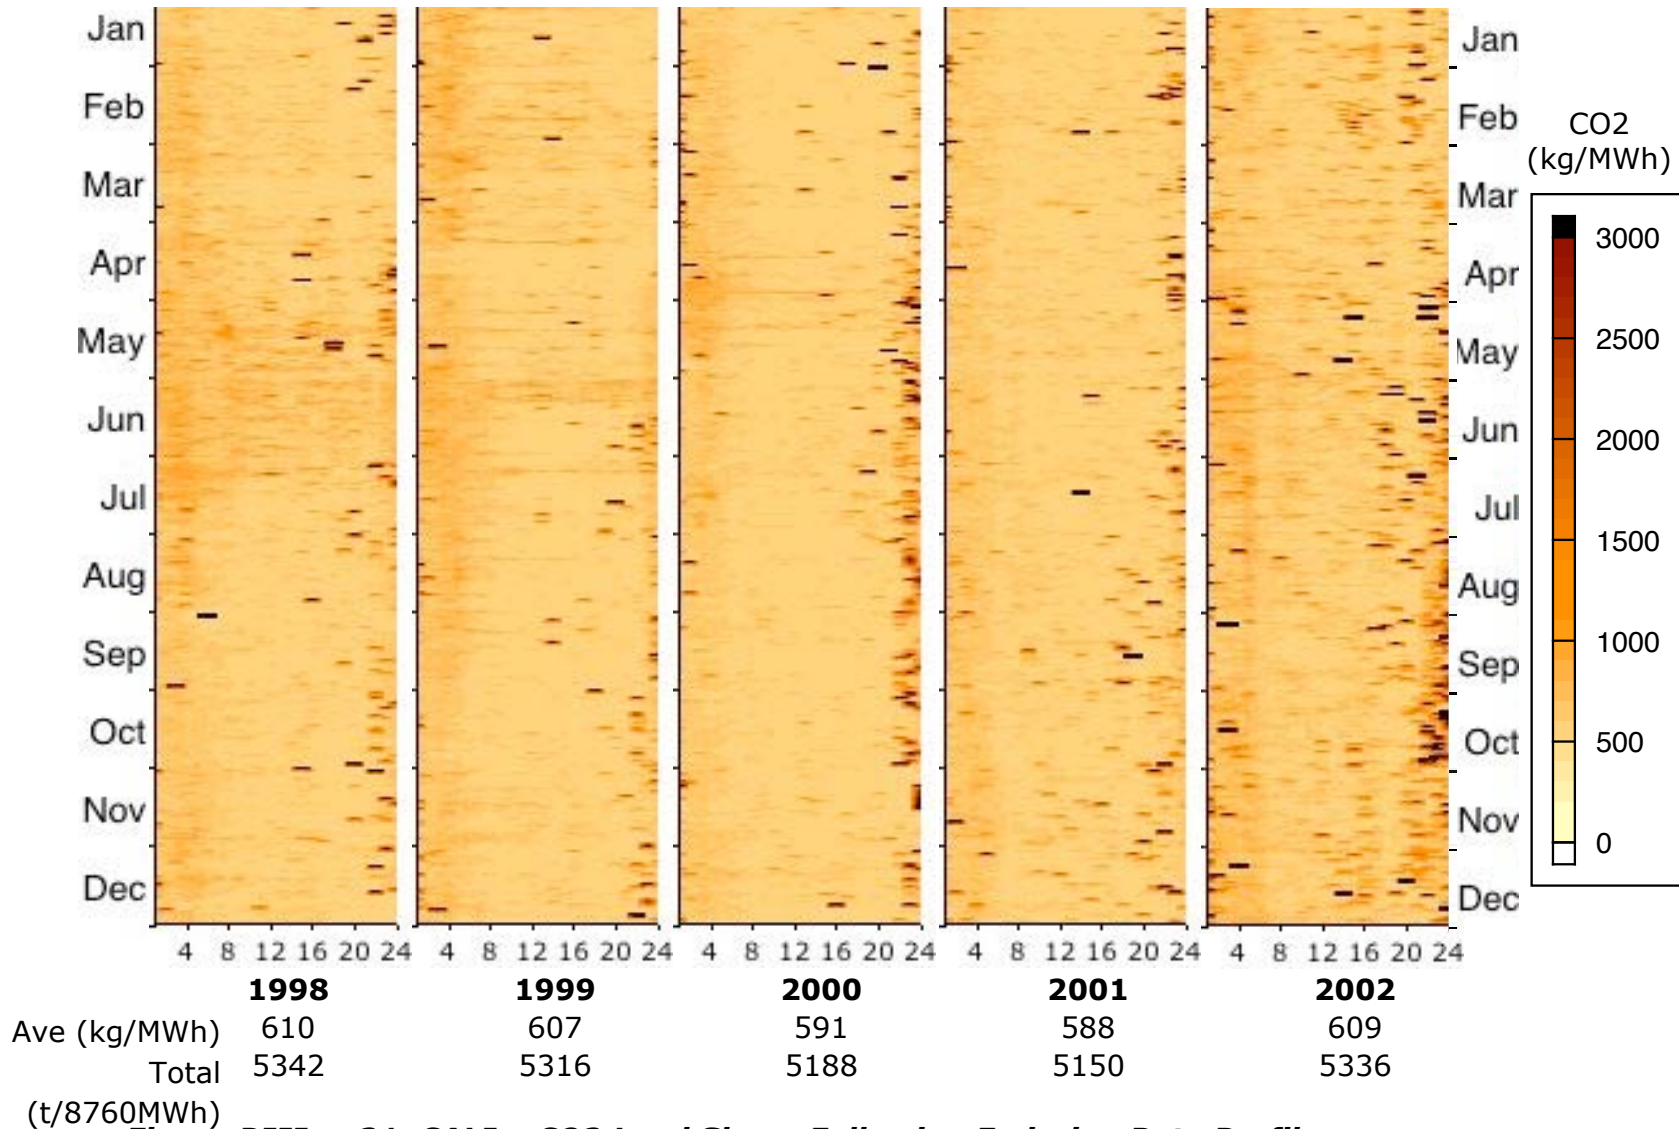 Jan
Feb
Mar
Apr
May
Jun
Jul
Aug
Sep
Oct
Nov
Dec
Jan
Feb
Mar
Apr
May
Jun
Jul
Aug
Sep
Oct
Nov
Dec
CO2
(kg/MWh)
3000
2500
2000
1500
1000
500
0
4 8 12 16 20 24 4 8 12 16 20 24 4 8 12 16 20 24 4 8 12 16 20 24 4 8 12 16 20 24
1998 1999 2000 2001 2002
Ave (kg/MWh) 610 607 591 588 609
Total 5342 5316 5188 5150 5336
(t/8760MWh)